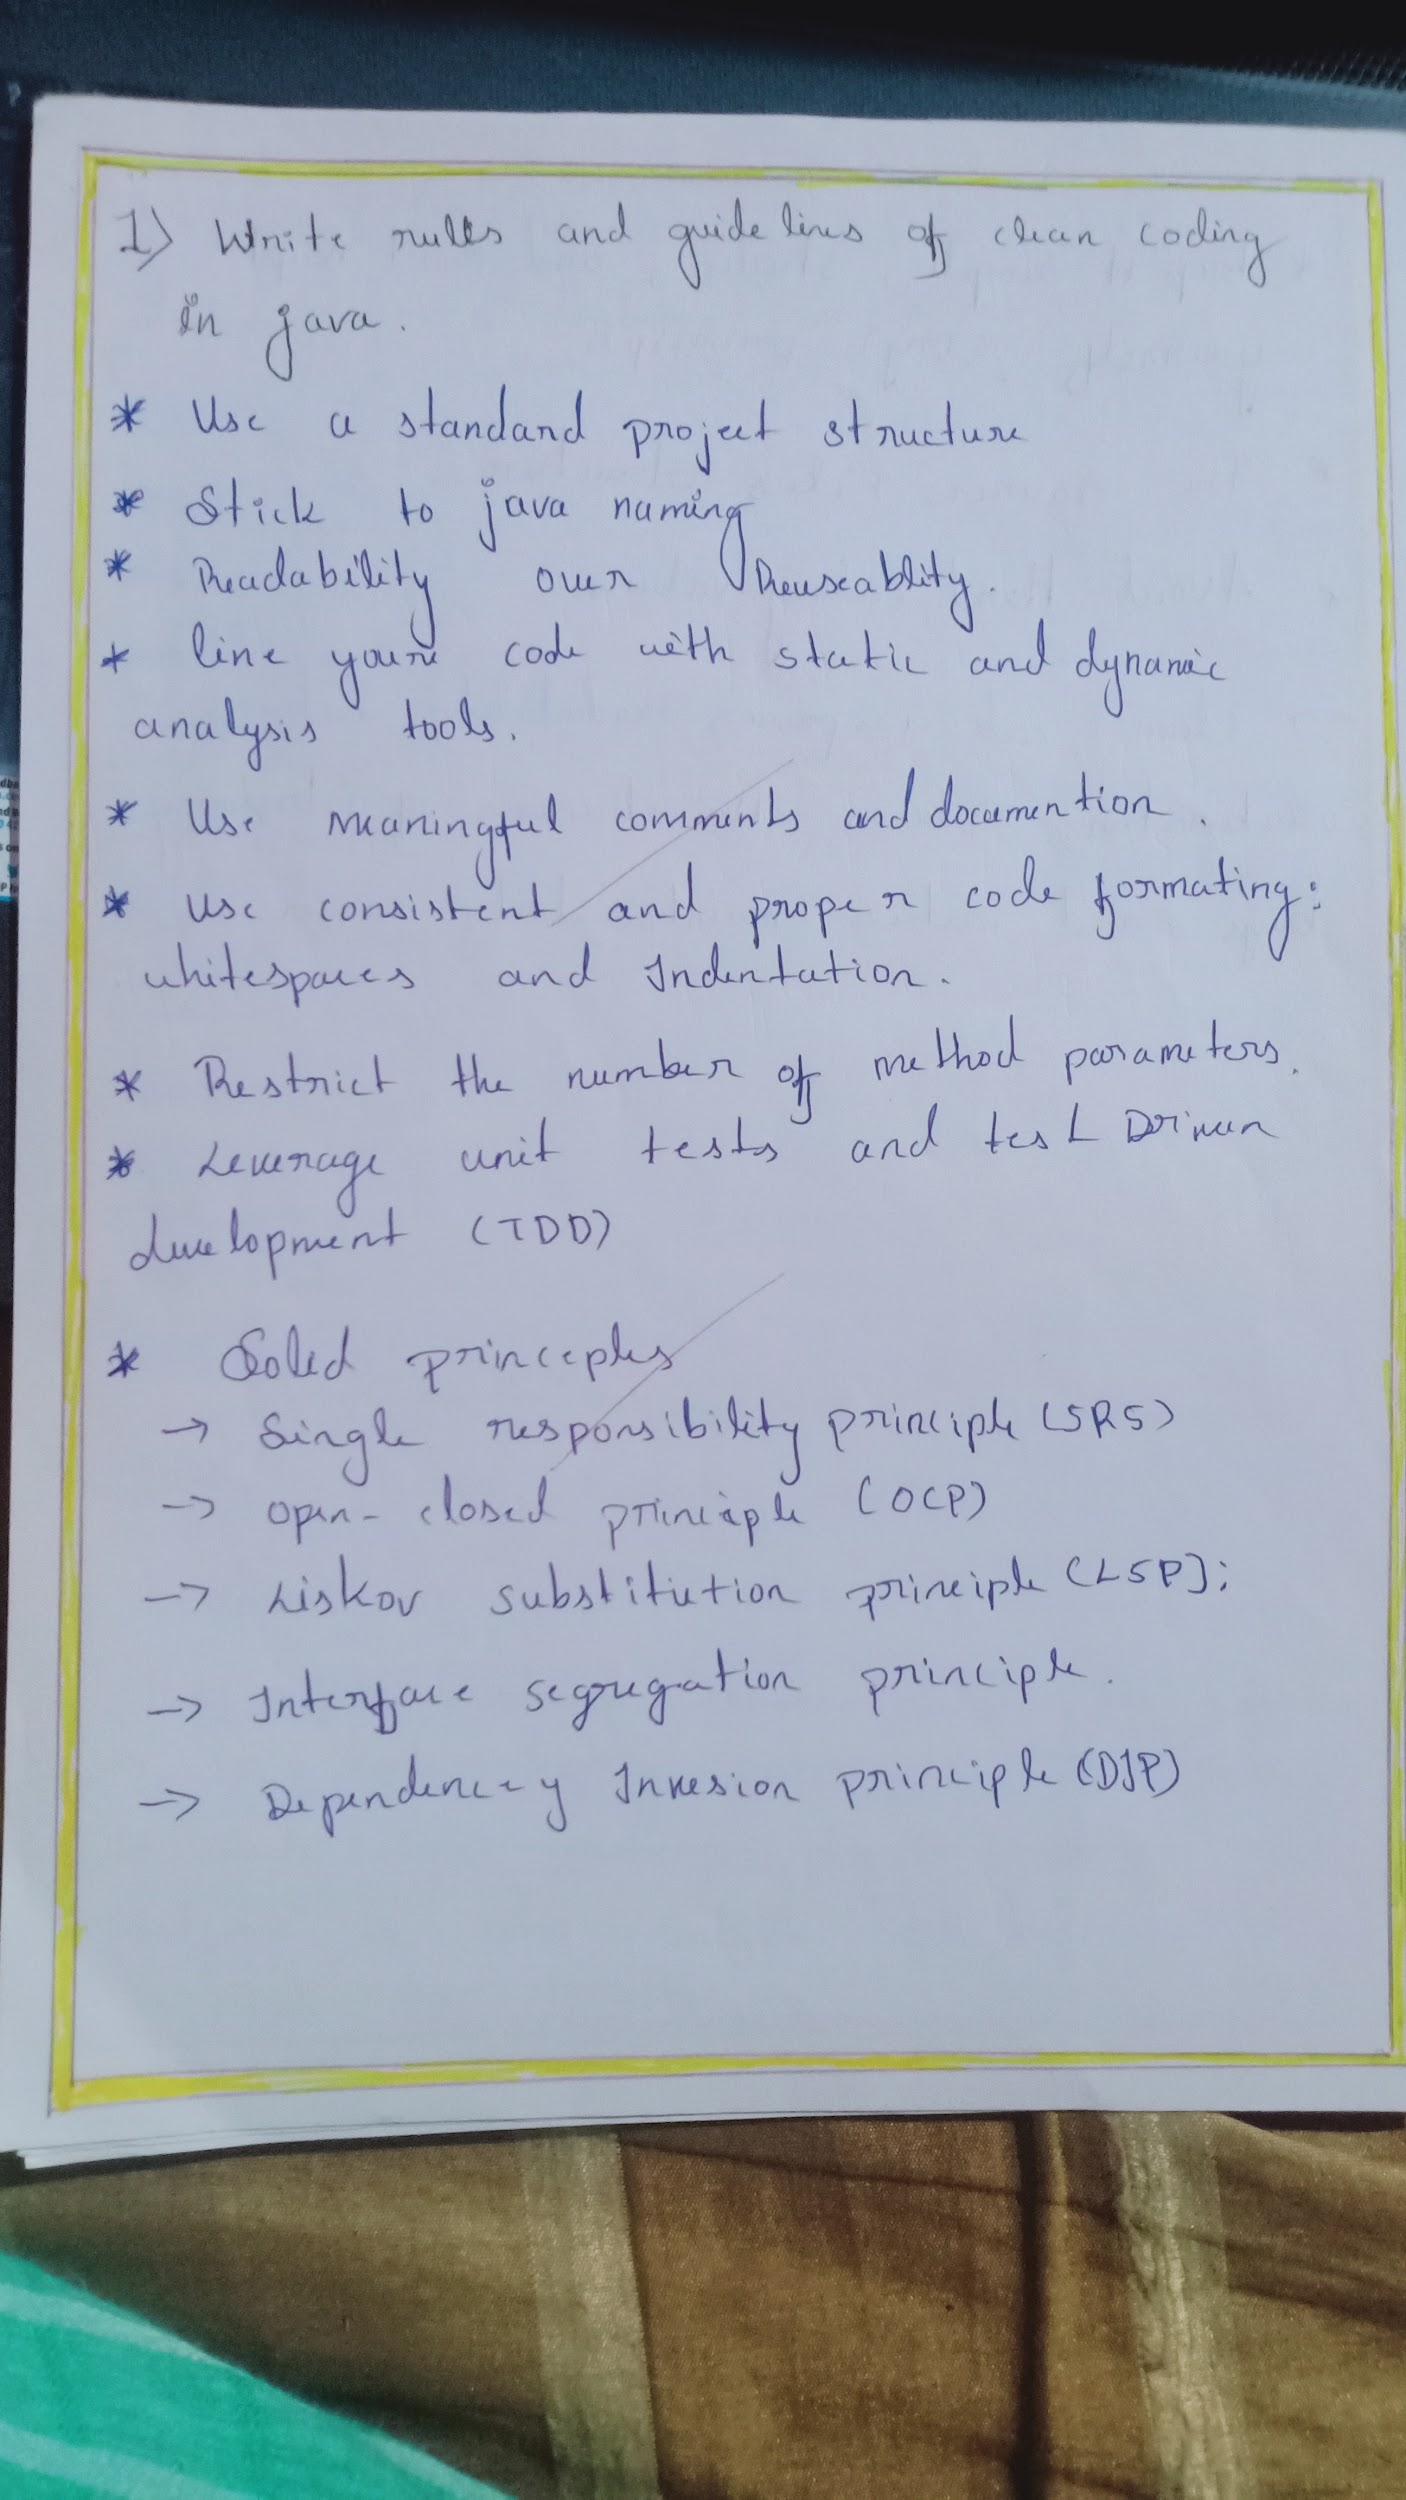 1) Write rules and guide lines of clean coding
in java.
* Use a standard project structure
* Stick to java naming
* Readability over Reuseablity.
* line youre code with static and dynamic
analysis tools.
* Use meaningful comments and documention.
* Use consistent and proper code formating:
whitespaces and Indentation.
* Restrict the number of method parameters.
* Leverage unit tests and test Driven
development (TDD)
* Solid principles
→ Single responsibility principle (SRS)
→ open-closed principle (OCP)
→ Liskov substitution principle (LSP];
→ Interface segregation principle.
→ Dependency Invesion principle (DIP)